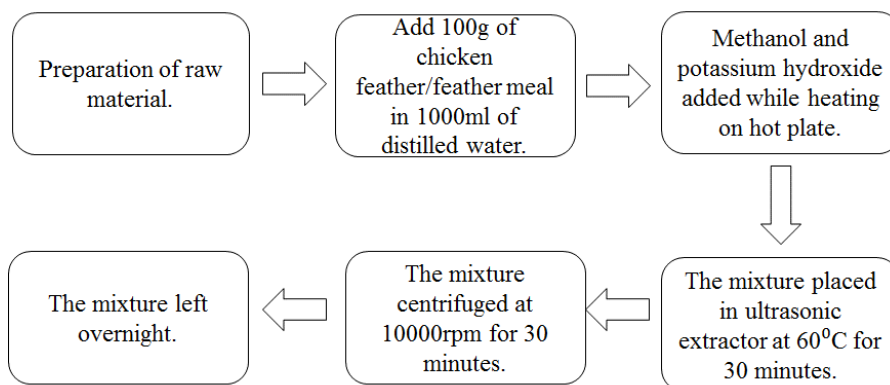 Preparation of raw
material.
Add 100g of
chicken
feather/feather meal
in 1000ml of
distilled water.
Methanol and
potassium hydroxide
added while heating
on hot plate.
The mixture placed
in ultrasonic
extractor at 60⁰C for
30 minutes.
The mixture
centrifuged at
10000rpm for 30
minutes.
The mixture left
overnight.